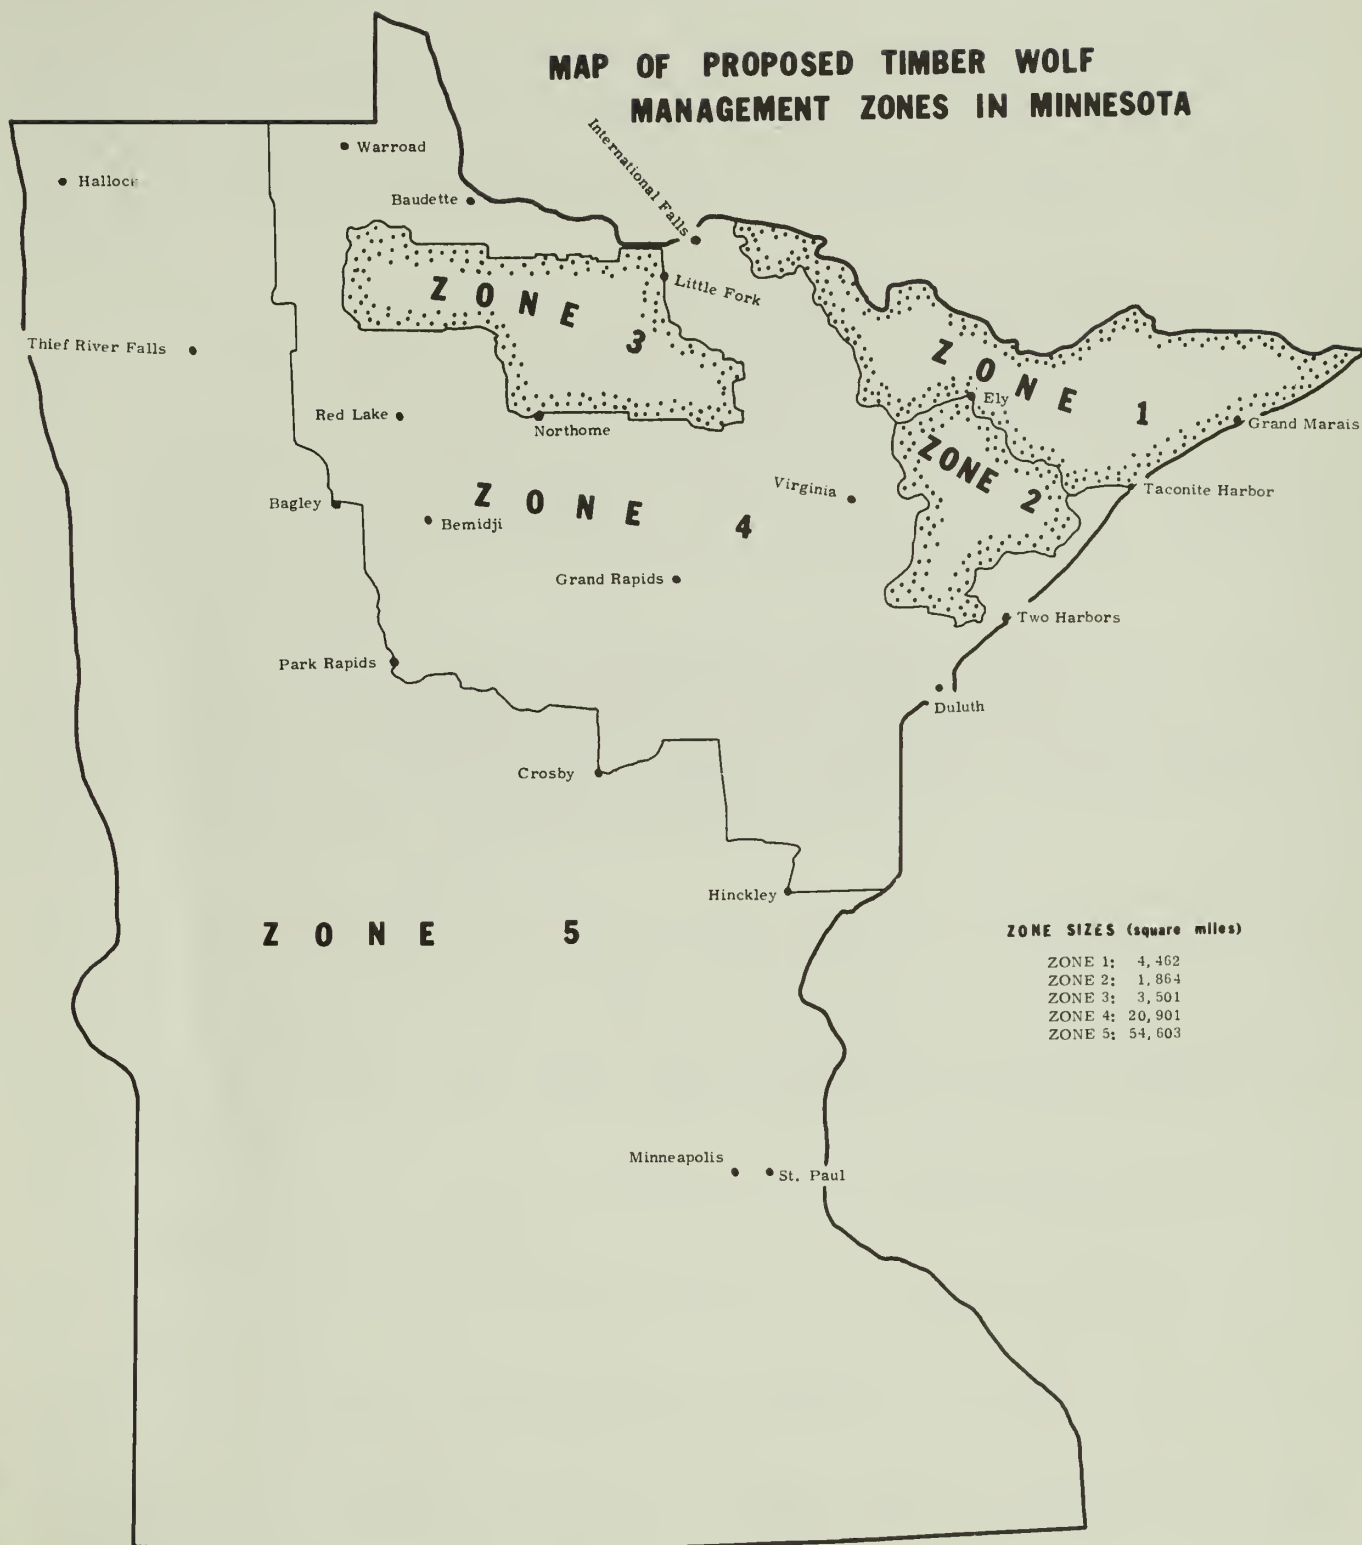 MAP OF PROPOSED TIMBER WOLF
MANAGEMENT ZONES IN MINNESOTA
International Falls
Warroad
Hallock
Baudette
Little Fork
ZONE 3
Thief River Falls
ZONE 1
Ely
Red Lake
Northome
Grand Marais
ZONE 2
Virginia
Taconite Harbor
ZONE 4
Bagley
Bemidji
Grand Rapids
Two Harbors
Park Rapids
Duluth
Crosby
Hinckley
ZONE 5
ZONE SIZES (square miles)
ZONE 1: 4,462
ZONE 2: 1,864
ZONE 3: 3,501
ZONE 4: 20,901
ZONE 5: 54,603
Minneapolis
St. Paul